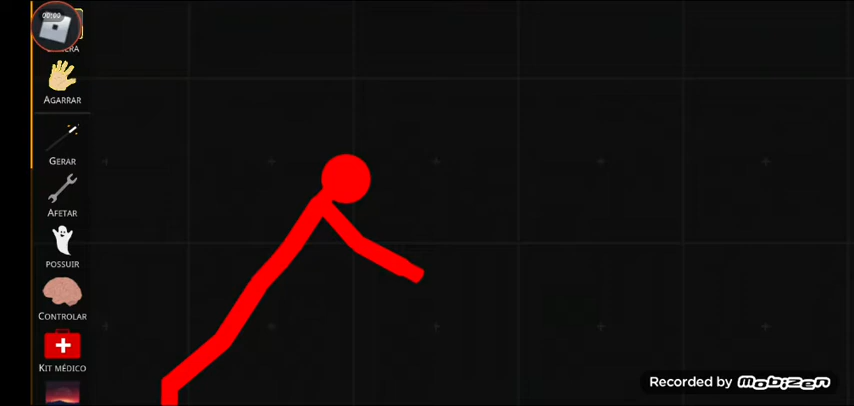 00:00
AGARRAR
GERAR
AFETAR
POSSUIR
CONTROLAR
KIT MÉDICO
Recorded by MOBIZEN